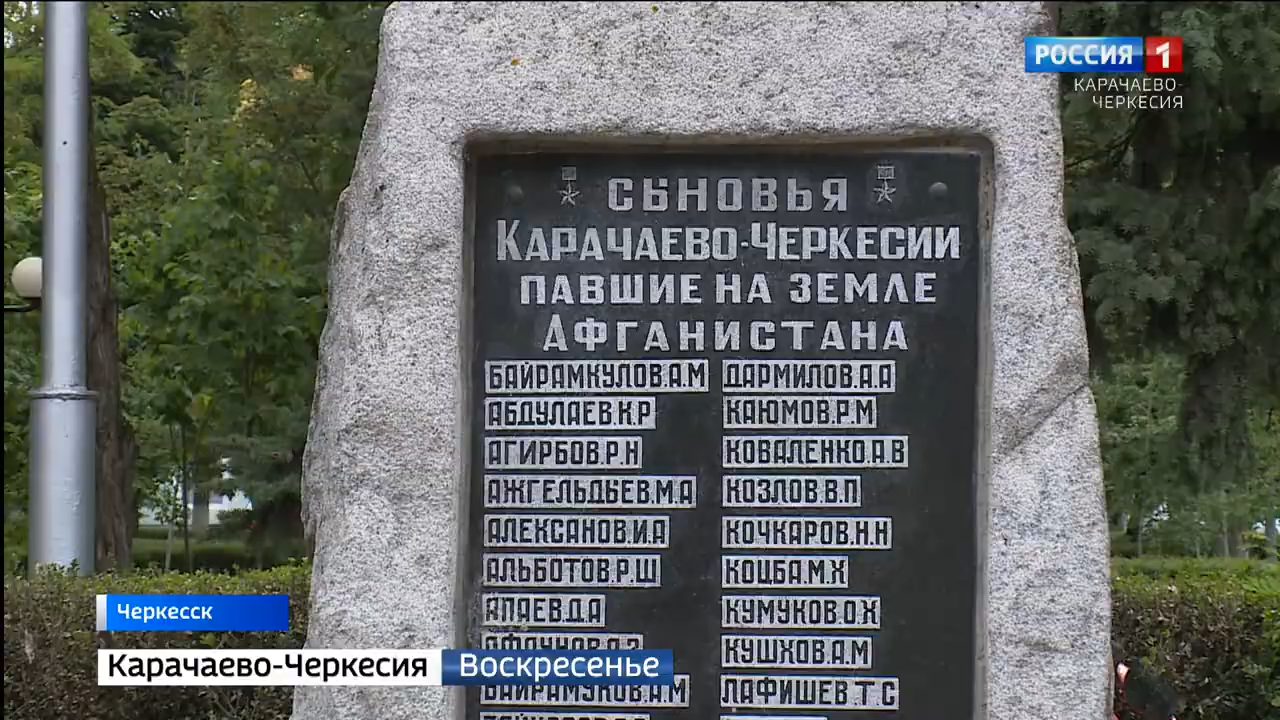 РОССИЯ 1
КАРАЧАЕВО-
ЧЕРКЕСИЯ
СЫНОВЬЯ
КАРАЧАЕВО-ЧЕРКЕСИИ
ПАВШИЕ НА ЗЕМЛЕ
АФГАНИСТАНА
БАЙРАМКУЛОВ.А.М
АБДУЛАЕВ.К.Р
АГИРБОВ.Р.Н
АЖГЕЛЬДЬЕВ.М.А
АЛЕКСАНОВ.И.А
АЛЬБОТОВ.Р.Ш
АПАЕВ.Д.А
БАЙРАМУКОВ.А.М
ДАРМИЛОВ.А.А
КАЮМОВ.Р.М
КОВАЛЕНКО.А.В
КОЗЛОВ.В.П
КОЧКАРОВ.Н.Н
КОЦБА.М.Х
КУМУКОВ.О.Х
КУШХОВ.А.М
ЛАФИШЕВ.Т.С
Черкесск
Карачаево-Черкесия Воскресенье